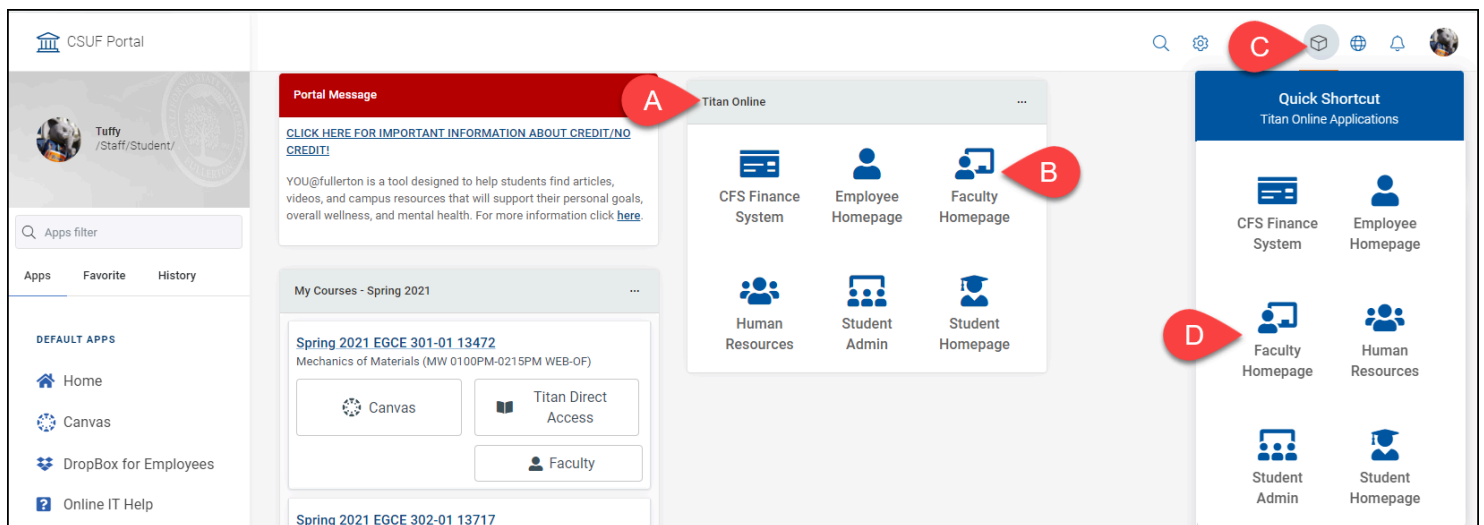 CSUF Portal
C
Tuffy
/Staff/Student/
Apps filter
Apps
Favorite
History
DEFAULT APPS
Home
Canvas
DropBox for Employees
Online IT Help
Portal Message
CLICK HERE FOR IMPORTANT INFORMATION ABOUT CREDIT/NO
CREDIT!
YOU@fullerton is a tool designed to help students find articles,
videos, and campus resources that will support their personal goals,
overall wellness, and mental health. For more information click here.
My Courses - Spring 2021
...
Spring 2021 EGCE 301-01 13472
Mechanics of Materials (MW 0100PM-0215PM WEB-OF)
Canvas
Titan Direct
Access
Faculty
Spring 2021 EGCE 302-01 13717
A
Titan Online
...
CFS Finance
System
Employee
Homepage
Faculty
Homepage
B
Human
Resources
Student
Admin
Student
Homepage
Quick Shortcut
Titan Online Applications
CFS Finance
System
Employee
Homepage
D
Faculty
Homepage
Human
Resources
Student
Admin
Student
Homepage